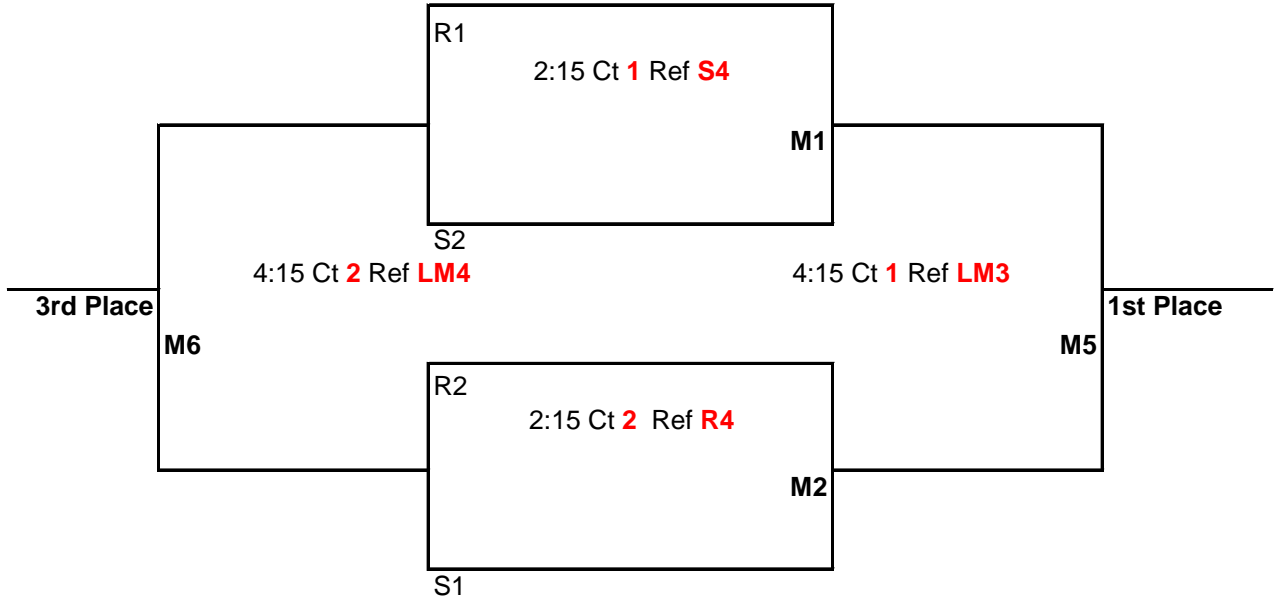 R1
2:15 Ct 1 Ref S4
M1
S2
4:15 Ct 2 Ref LM4
4:15 Ct 1 Ref LM3
3rd Place
1st Place
M6
M5
R2
2:15 Ct 2 Ref R4
M2
S1